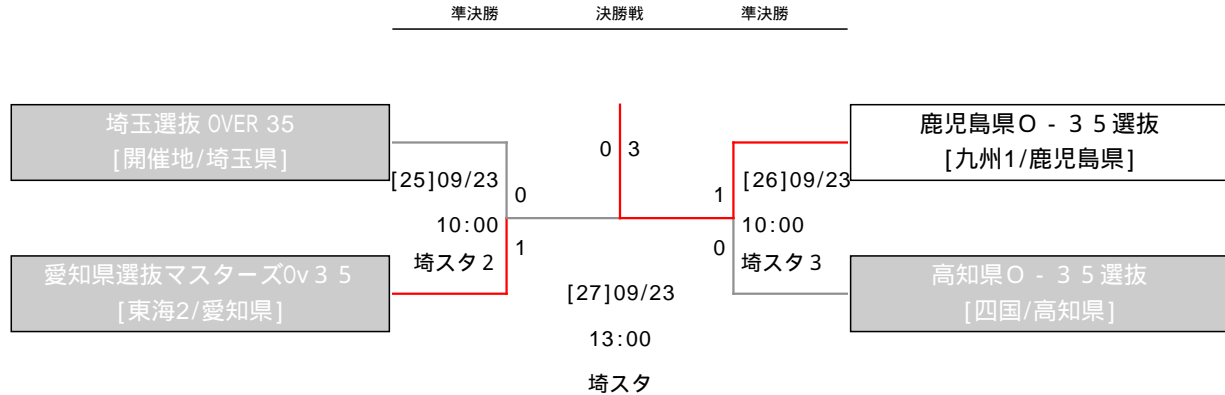 準決勝 決勝戦 準決勝
埼玉選抜 OVER 35
[開催地/埼玉県]
鹿児島県O - 3 5 選抜
[九州1/鹿児島県]
0 3
[25]09/23
0
10:00
1
埼スタ 2
1
[26]09/23
10:00
0
埼スタ 3
愛知県選抜マスターズOv 3 5
[東海2/愛知県]
高知県O - 3 5 選抜
[四国/高知県]
[27]09/23
13:00
埼スタ